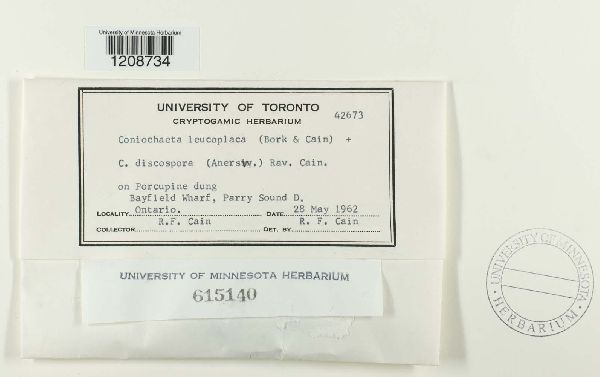 University of Minnesota Herbarium
1208734
UNIVERSITY OF TORONTO
CRYPTOGAMIC HERBARIUM
42673
Coniochaeta leucoplaca (Bork & Cain) +
C. discospora (Anersw.) Rav. Cain.
on Porcupine dung
Bayfield Wharf, Parry Sound D.
LOCALITY Ontario. DATE 28 May 1962
COLLECTOR R.F. Cain DET. BY R. F. Cain
UNIVERSITY OF MINNESOTA HERBARIUM
615140
UNIVERSITY OF MINNESOTA
· HERBARIUM ·